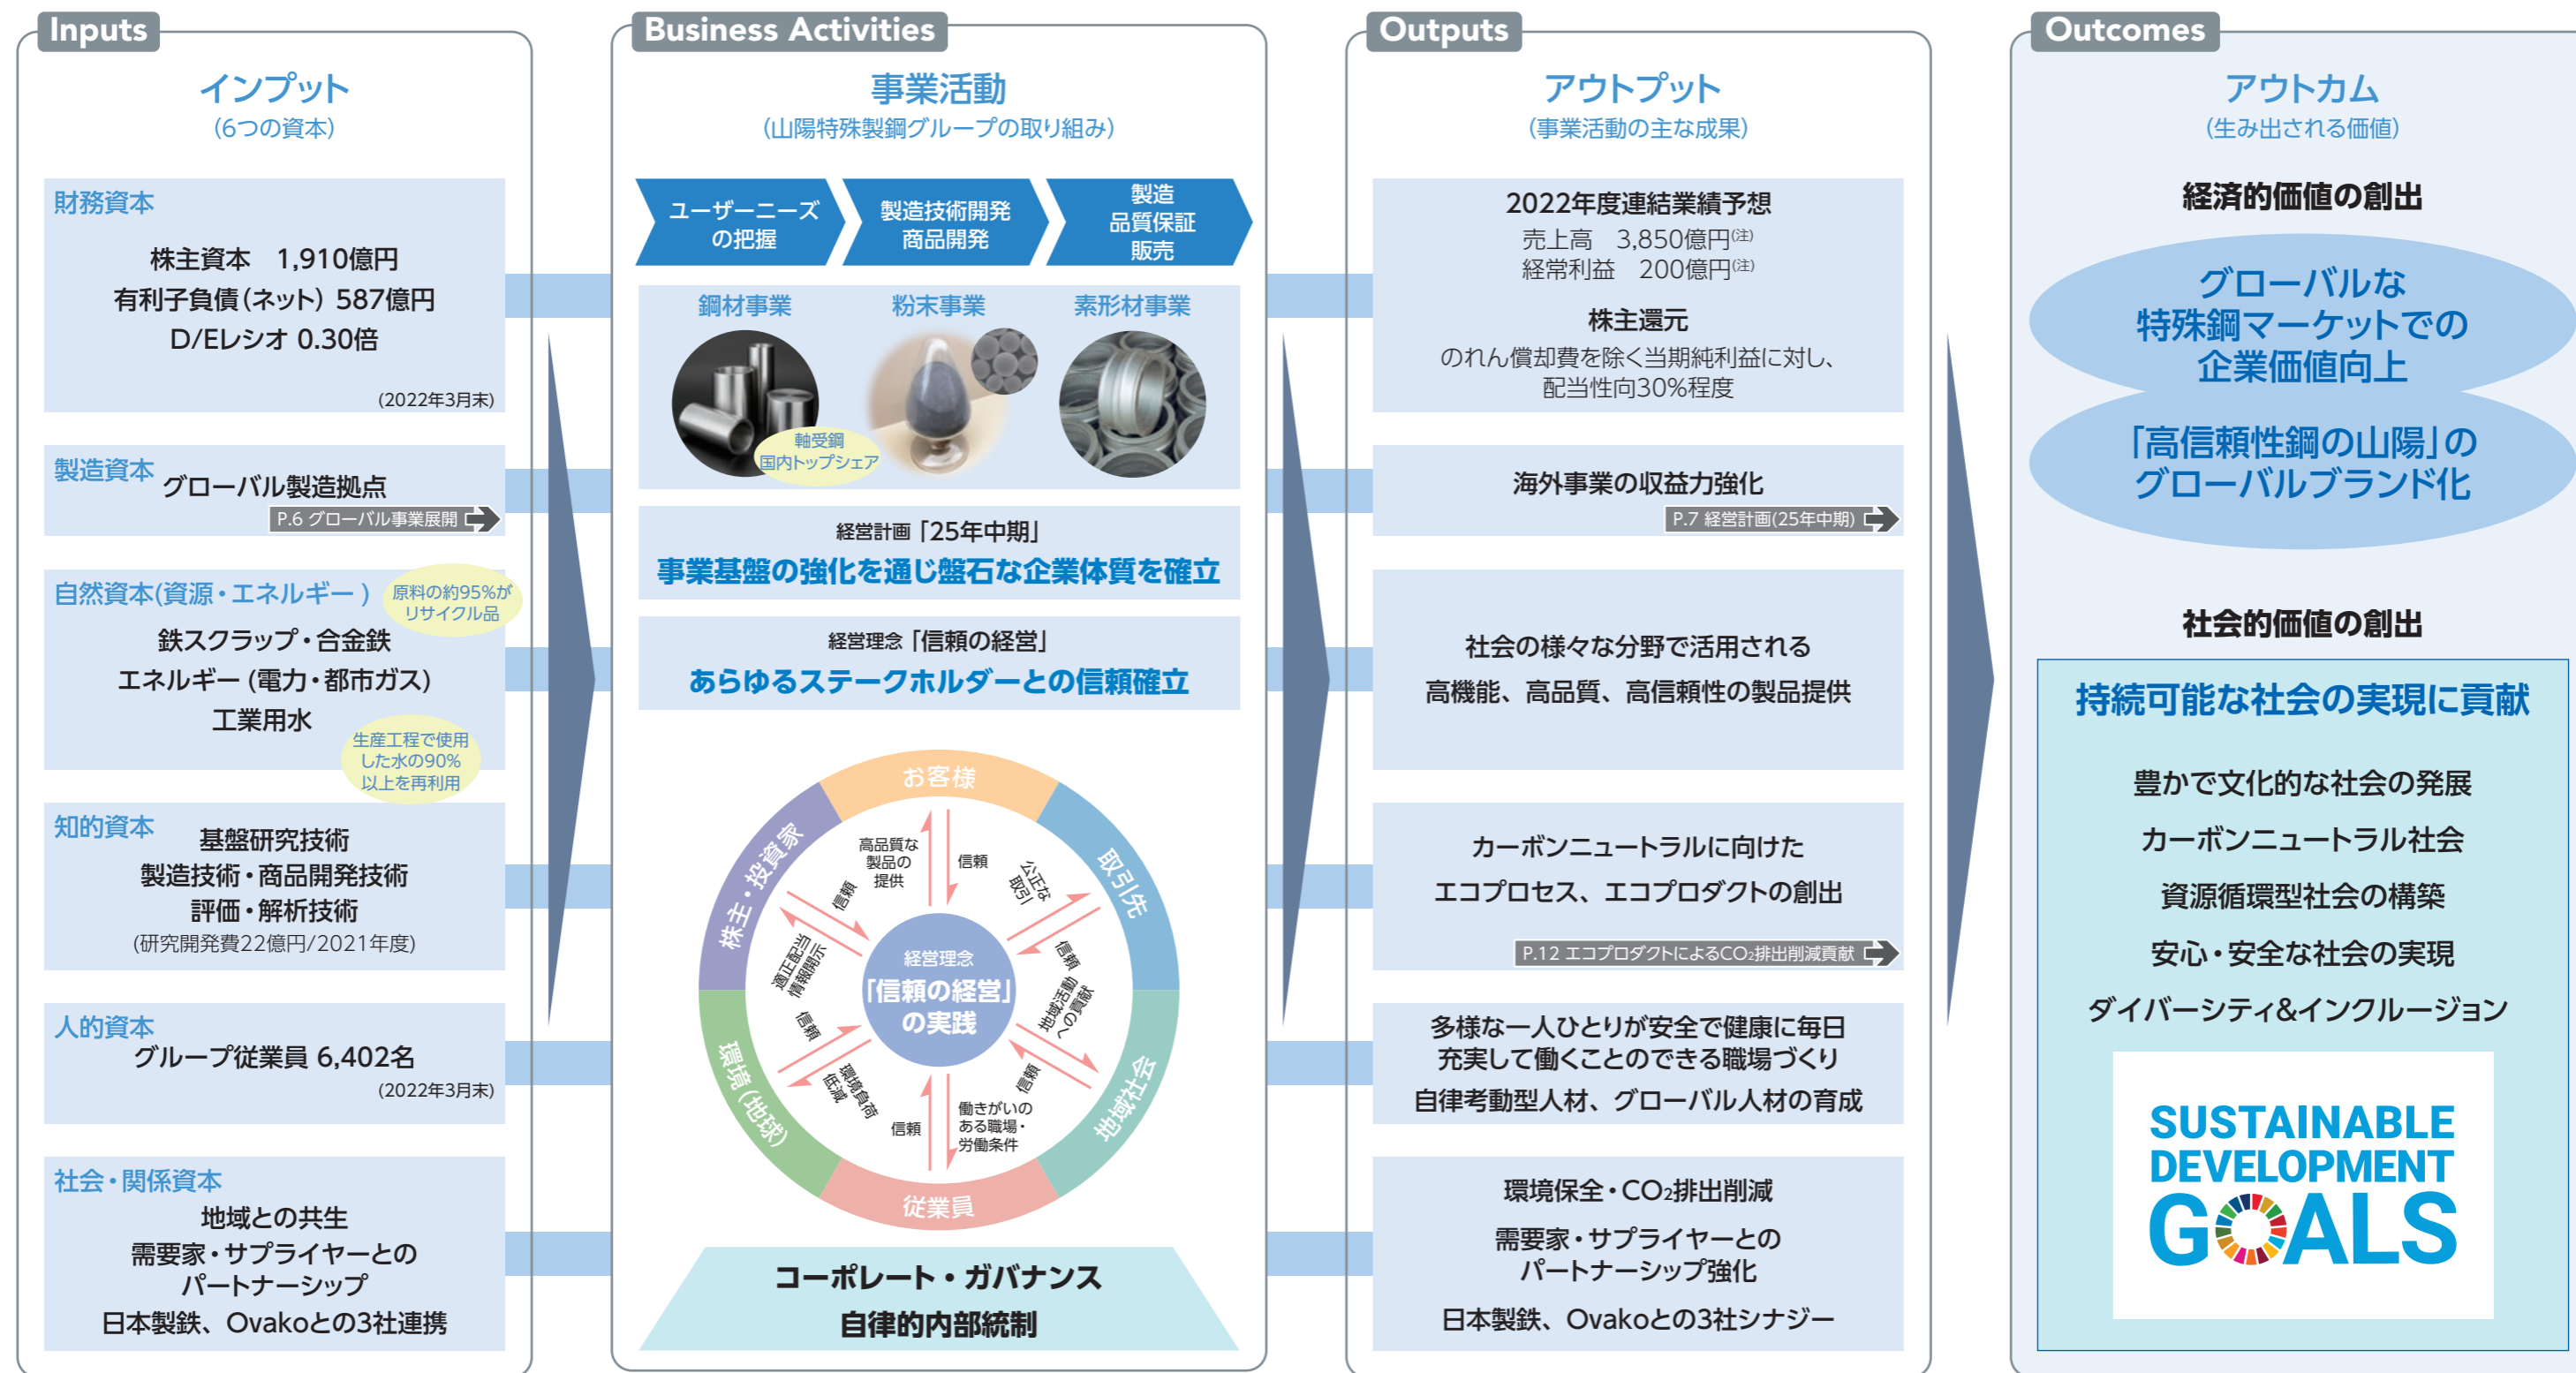 Inputs
インプット
(6つの資本)
財務資本
株主資本 1,910億円
有利子負債(ネット) 587億円
D/Eレシオ 0.30倍
(2022年3月末)
製造資本
グローバル製造拠点
P.6 グローバル事業展開
自然資本(資源・エネルギー)
原料の約95%が
リサイクル品
鉄スクラップ・合金鉄
エネルギー (電力・都市ガス)
工業用水
生産工程で使用
した水の90%
以上を再利用
知的資本
基盤研究技術
製造技術・商品開発技術
評価・解析技術
(研究開発費22億円/2021年度)
人的資本
グループ従業員 6,402名
(2022年3月末)
社会・関係資本
地域との共生
需要家・サプライヤーとの
パートナーシップ
日本製鉄、Ovakoとの3社連携
Business Activities
事業活動
(山陽特殊製鋼グループの取り組み)
ユーザーニーズ
の把握
製造技術開発
商品開発
製造
品質保証
販売
鋼材事業
粉末事業
素形材事業
軸受鋼
国内トップシェア
経営計画「25年中期」
事業基盤の強化を通じ盤石な企業体質を確立
経営理念「信頼の経営」
あらゆるステークホルダーとの信頼確立
お客様
取引先
地域社会
従業員
環境(地球)
株主・投資家
高品質な
製品の
提供
信頼
公正な
取引
信頼
地域活動
への貢献
信頼
働きがいの
ある職場・
労働条件
信頼
環境負荷
低減
信頼
適正配当
情報開示
信頼
経営理念
「信頼の経営」
の実践
コーポレート・ガバナンス
自律的内部統制
Outputs
アウトプット
(事業活動の主な成果)
2022年度連結業績予想
売上高 3,850億円(注)
経常利益 200億円(注)
株主還元
のれん償却費を除く当期純利益に対し、
配当性向30%程度
海外事業の収益力強化
P.7 経営計画(25年中期)
社会の様々な分野で活用される
高機能、高品質、高信頼性の製品提供
カーボンニュートラルに向けた
エコプロセス、エコプロダクトの創出
P.12 エコプロダクトによるCO₂排出削減貢献
多様な一人ひとりが安全で健康に毎日
充実して働くことのできる職場づくり
自律考動型人材、グローバル人材の育成
環境保全・CO₂排出削減
需要家・サプライヤーとの
パートナーシップ強化
日本製鉄、Ovakoとの3社シナジー
Outcomes
アウトカム
(生み出される価値)
経済的価値の創出
グローバルな
特殊鋼マーケットでの
企業価値向上
「高信頼性鋼の山陽」の
グローバルブランド化
社会的価値の創出
持続可能な社会の実現に貢献
豊かで文化的な社会の発展
カーボンニュートラル社会
資源循環型社会の構築
安心・安全な社会の実現
ダイバーシティ&インクルージョン
SUSTAINABLE
DEVELOPMENT
GOALS